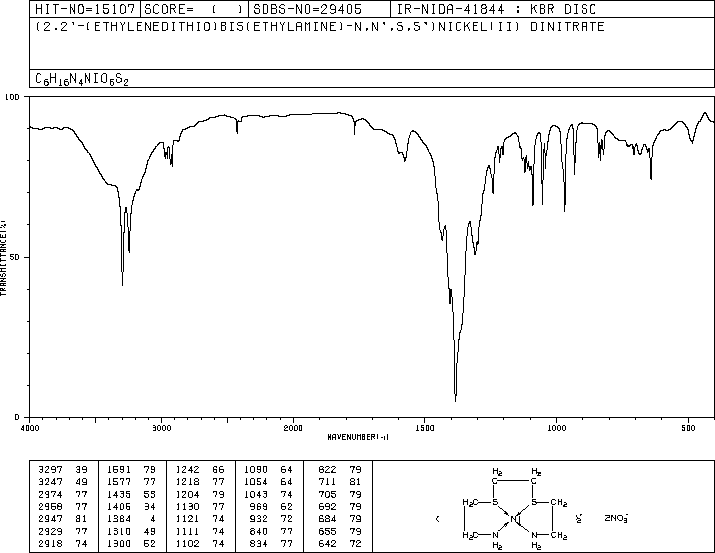 HIT-NO=15107 SCORE= ( ) SDBS-NO=29405 IR-NIDA-41844 : KBR DISC
(2,2'-(ETHYLENEDITHIO)BIS(ETHYLAMINE)-N,N',S,S')NICKEL(II) DINITRATE
C6H16N4NIO6S2
100
50
0
TRANSMITTANCE(%)
4000 3000 2000 1500 1000 500
WAVENUMBER(-1)
3297 39 1591 79 1242 66 1090 64 822 79
3247 49 1577 77 1218 77 1054 64 711 81
2974 77 1435 55 1204 79 1043 74 705 79
2958 77 1405 34 1130 77 969 62 692 79
2947 81 1384 4 1121 74 932 72 684 79
2929 77 1310 49 1111 74 840 77 655 79
2918 74 1300 52 1102 74 834 77 642 72
H2 H2
C C
H2C S S CH2
Ni
H2C N N CH2
H2 H2
2NO3-